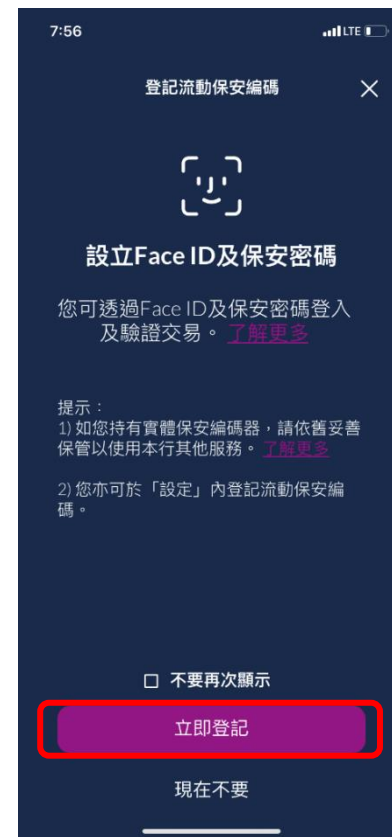 7:56
LTE
登記流動保安編碼
設立Face ID及保安密碼
您可透過Face ID及保安密碼登入
及驗證交易。了解更多
提示：
1) 如您持有實體保安編碼器，請依舊妥善
保管以使用本行其他服務。了解更多
2) 您亦可於「設定」內登記流動保安編
碼。
不要再次顯示
立即登記
現在不要